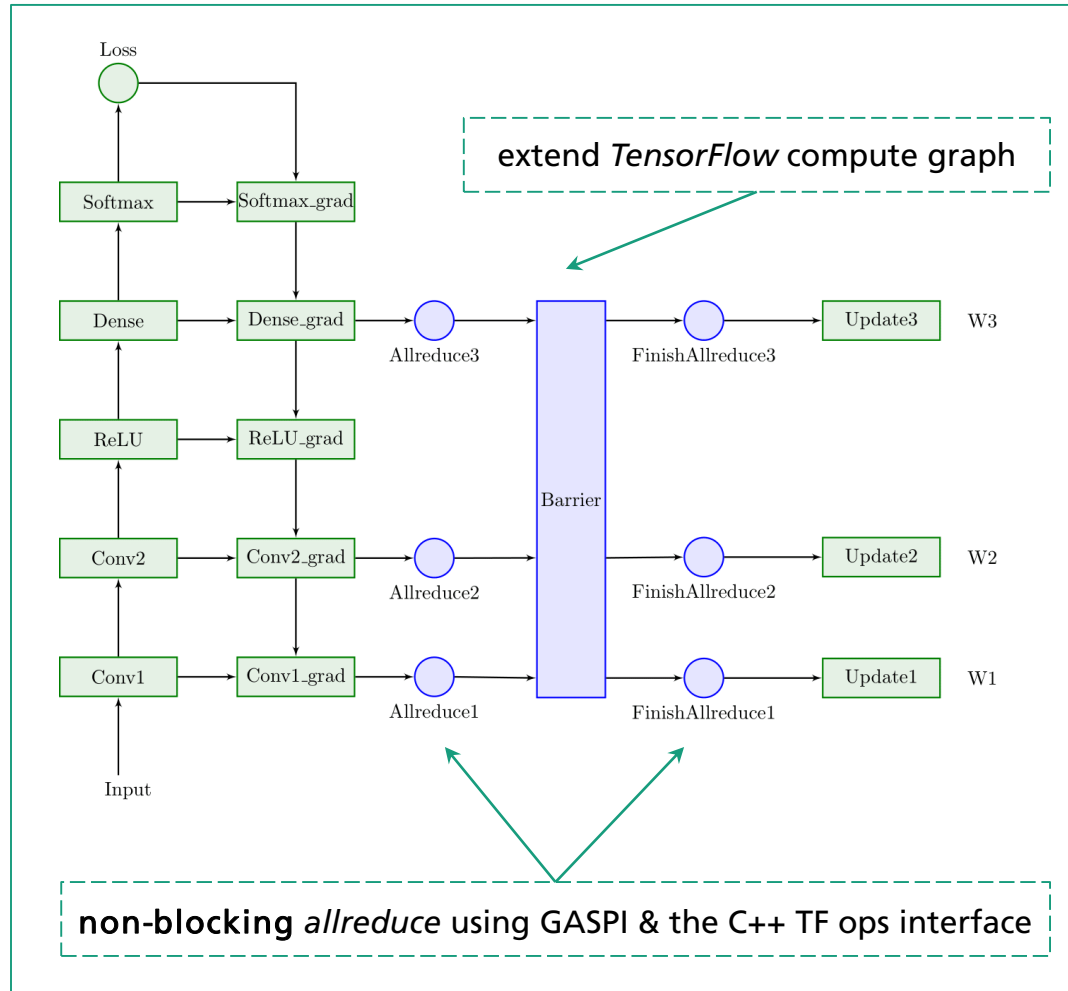 Loss
extend TensorFlow compute graph
Softmax
Softmax_grad
Dense
Dense_grad
Allreduce3
FinishAllreduce3
Update3
W3
ReLU
ReLU_grad
Barrier
Conv2
Conv2_grad
Allreduce2
FinishAllreduce2
Update2
W2
Conv1
Conv1_grad
Allreduce1
FinishAllreduce1
Update1
W1
Input
non-blocking allreduce using GASPI & the C++ TF ops interface